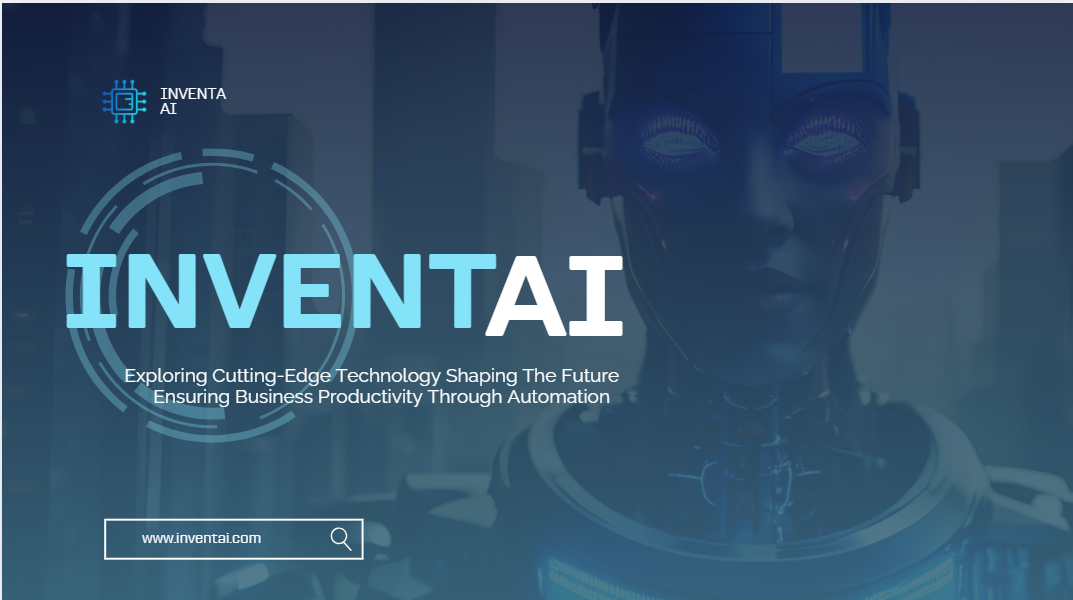 INVENTA
AI
INVENTAI
Exploring Cutting-Edge Technology Shaping The Future
Ensuring Business Productivity Through Automation
www.inventai.com